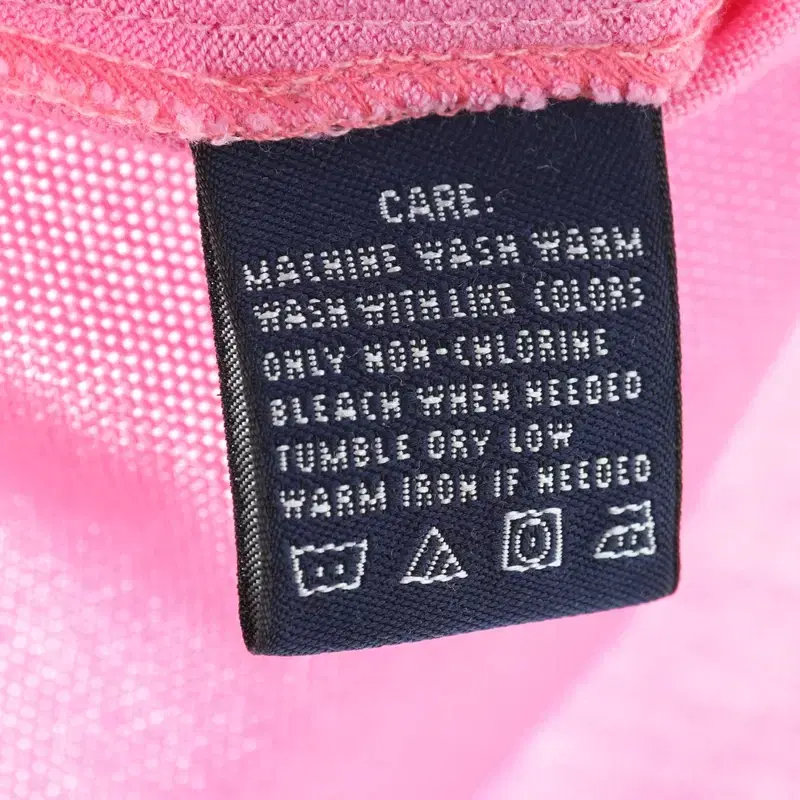 CARE:
MACHINE WASH WARM
WASH WITH LIKE COLORS
ONLY NON-CHLORINE
BLEACH WHEN NEEDED
TUMBLE DRY LOW
WARM IRON IF NEEDED